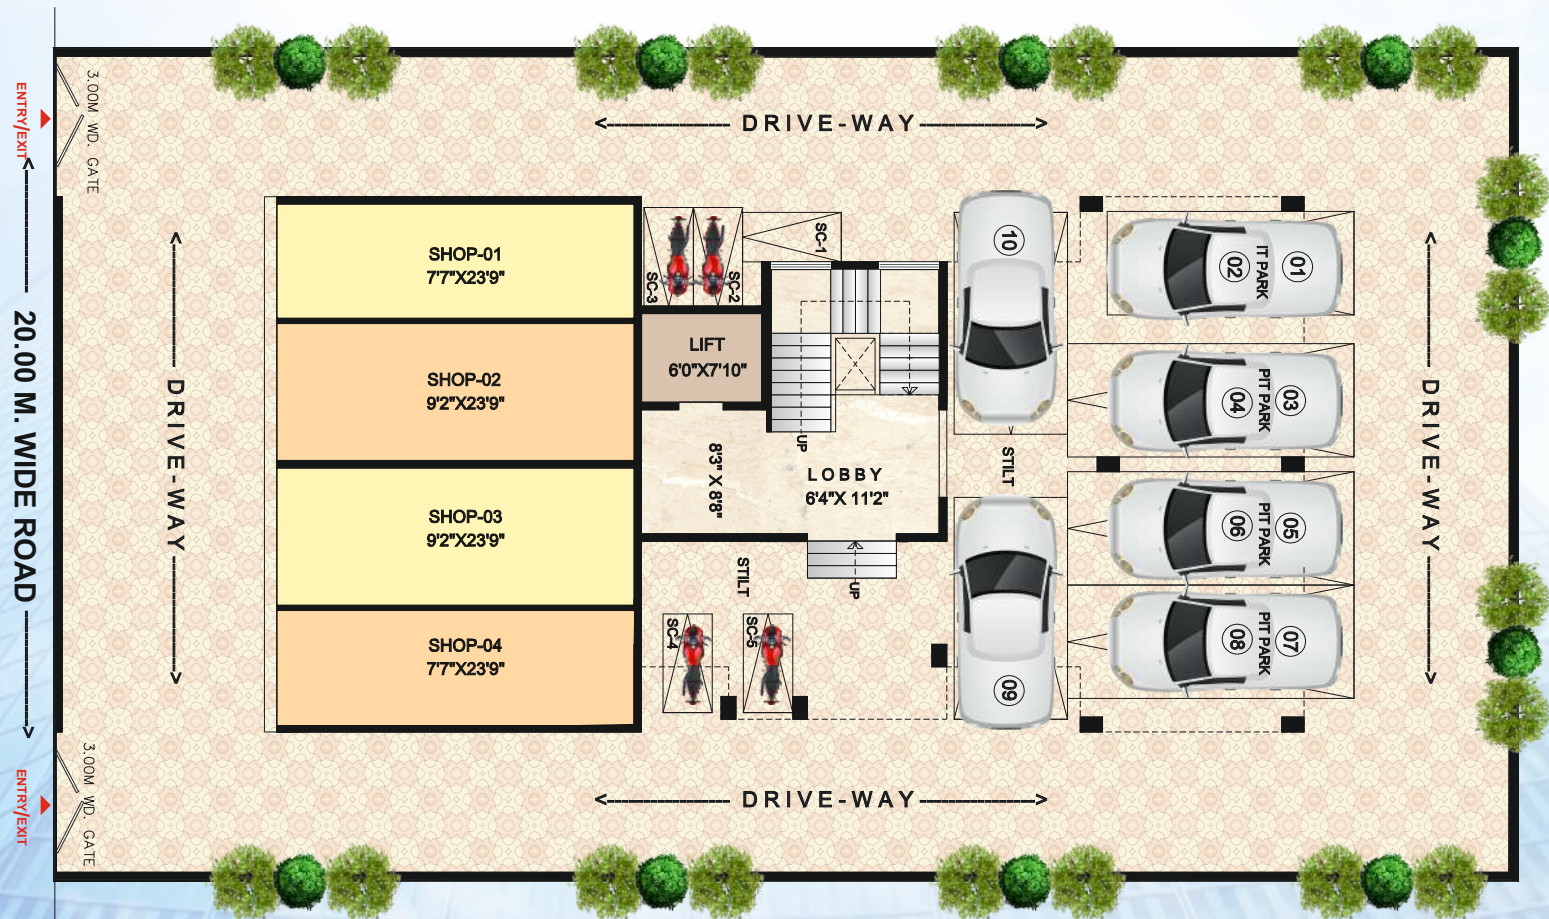 ENTRY/EXIT
3.00M WD. GATE
20.00 M. WIDE ROAD
3.00M WD. GATE
ENTRY/EXIT
DRIVE-WAY
DRIVE-WAY
SHOP-01
7'7"X23'9"
SHOP-02
9'2"X23'9"
SHOP-03
9'2"X23'9"
SHOP-04
7'7"X23'9"
SC-3
SC-2
SC-1
LIFT
6'0"X7'10"
8'3" X 8'8"
UP
LOBBY
6'4"X 11'2"
UP
STILT
SC-4
SC-5
10
STILT
09
02
IT PARK
01
04
PIT PARK
03
06
PIT PARK
05
08
PIT PARK
07
DRIVE-WAY
DRIVE-WAY